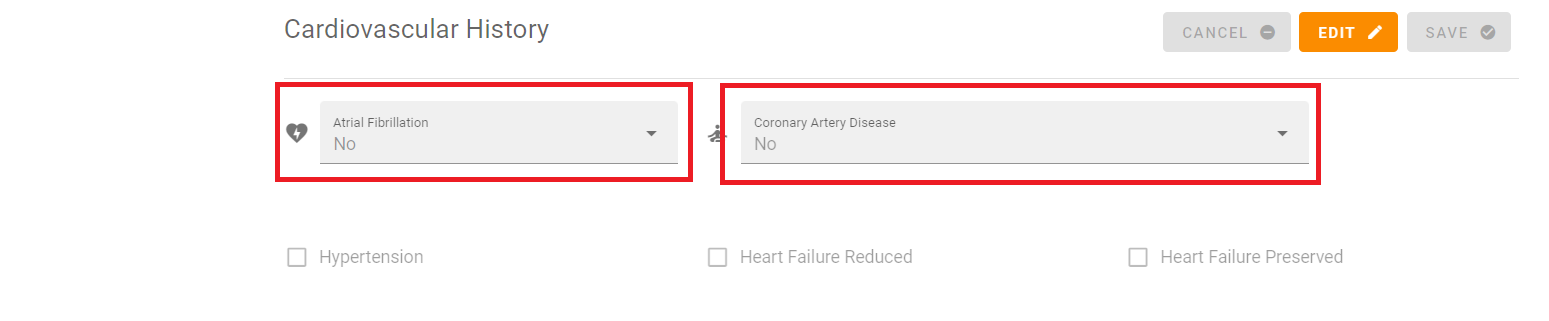 Cardiovascular History
CANCEL EDIT SAVE
Atrial Fibrillation Coronary Artery Disease
No No
Hypertension Heart Failure Reduced Heart Failure Preserved